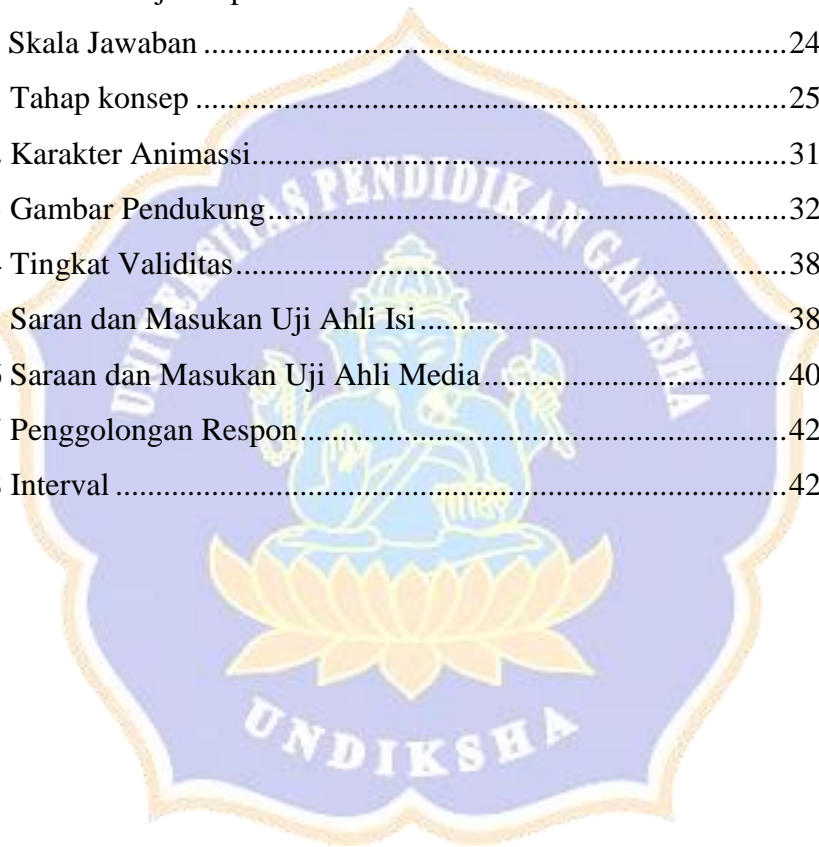 Skala Jawaban ........................................................................24
Tahap konsep ........................................................................25
Karakter Animassi........................................................................31
Gambar Pendukung........................................................................32
Tingkat Validitas........................................................................38
Saran dan Masukan Uji Ahli Isi ........................................................................38
Saraan dan Masukan Uji Ahli Media ........................................................................40
Penggolongan Respon........................................................................42
Interval ........................................................................42
UNIVERSITAS PENDIDIKAN GANESHA
UNDIKSHA